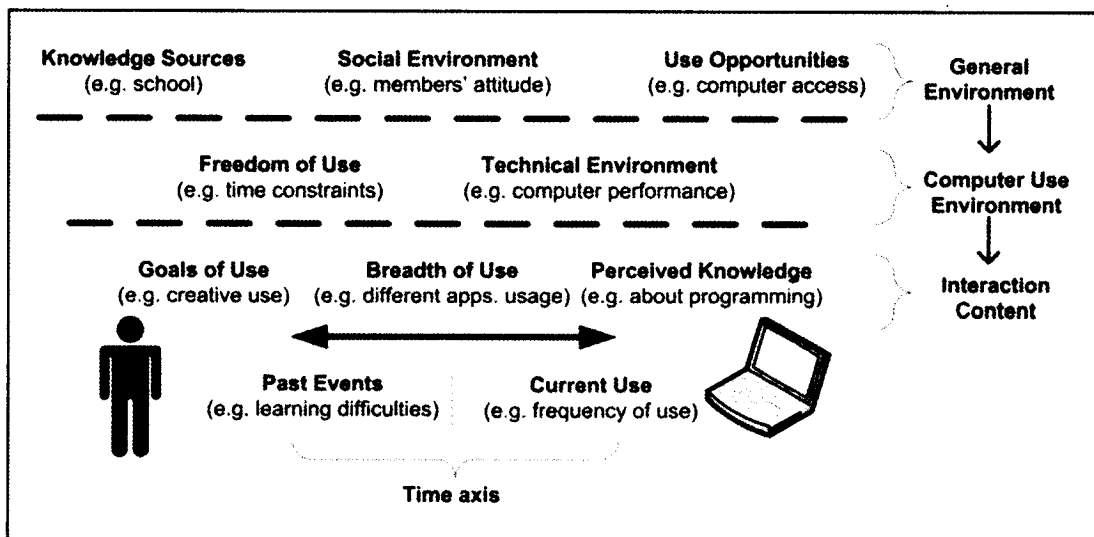 Knowledge Sources
(e.g. school)
Social Environment
(e.g. members' attitude)
Use Opportunities
(e.g. computer access)
General
Environment
Freedom of Use
(e.g. time constraints)
Technical Environment
(e.g. computer performance)
Computer Use
Environment
Goals of Use
(e.g. creative use)
Breadth of Use
(e.g. different apps. usage)
Perceived Knowledge
(e.g. about programming)
Interaction
Content
Past Events
(e.g. learning difficulties)
Current Use
(e.g. frequency of use)
Time axis